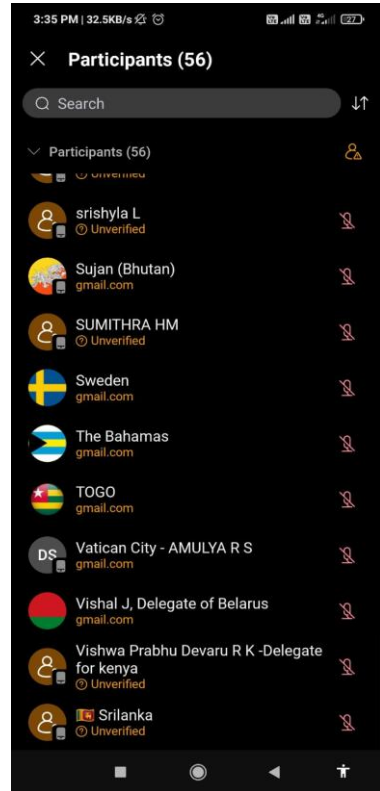 3:35 PM | 32.5KB/s
27
Participants (56)
Search
Participants (56)
Unverified
srishyla L
Unverified
Sujan (Bhutan)
gmail.com
SUMITHRA HM
Unverified
Sweden
gmail.com
The Bahamas
gmail.com
TOGO
gmail.com
DS
Vatican City - AMULYA R S
gmail.com
Vishal J, Delegate of Belarus
gmail.com
Vishwa Prabhu Devaru R K -Delegate
for kenya
Unverified
🇱🇰 Srilanka
Unverified